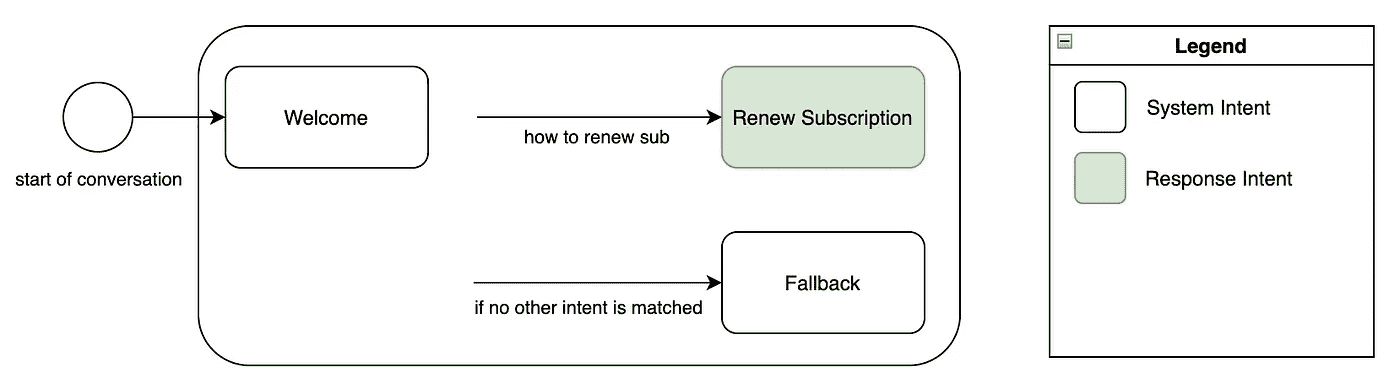 start of conversation
Welcome
how to renew sub
Renew Subscription
if no other intent is matched
Fallback
Legend
System Intent
Response Intent